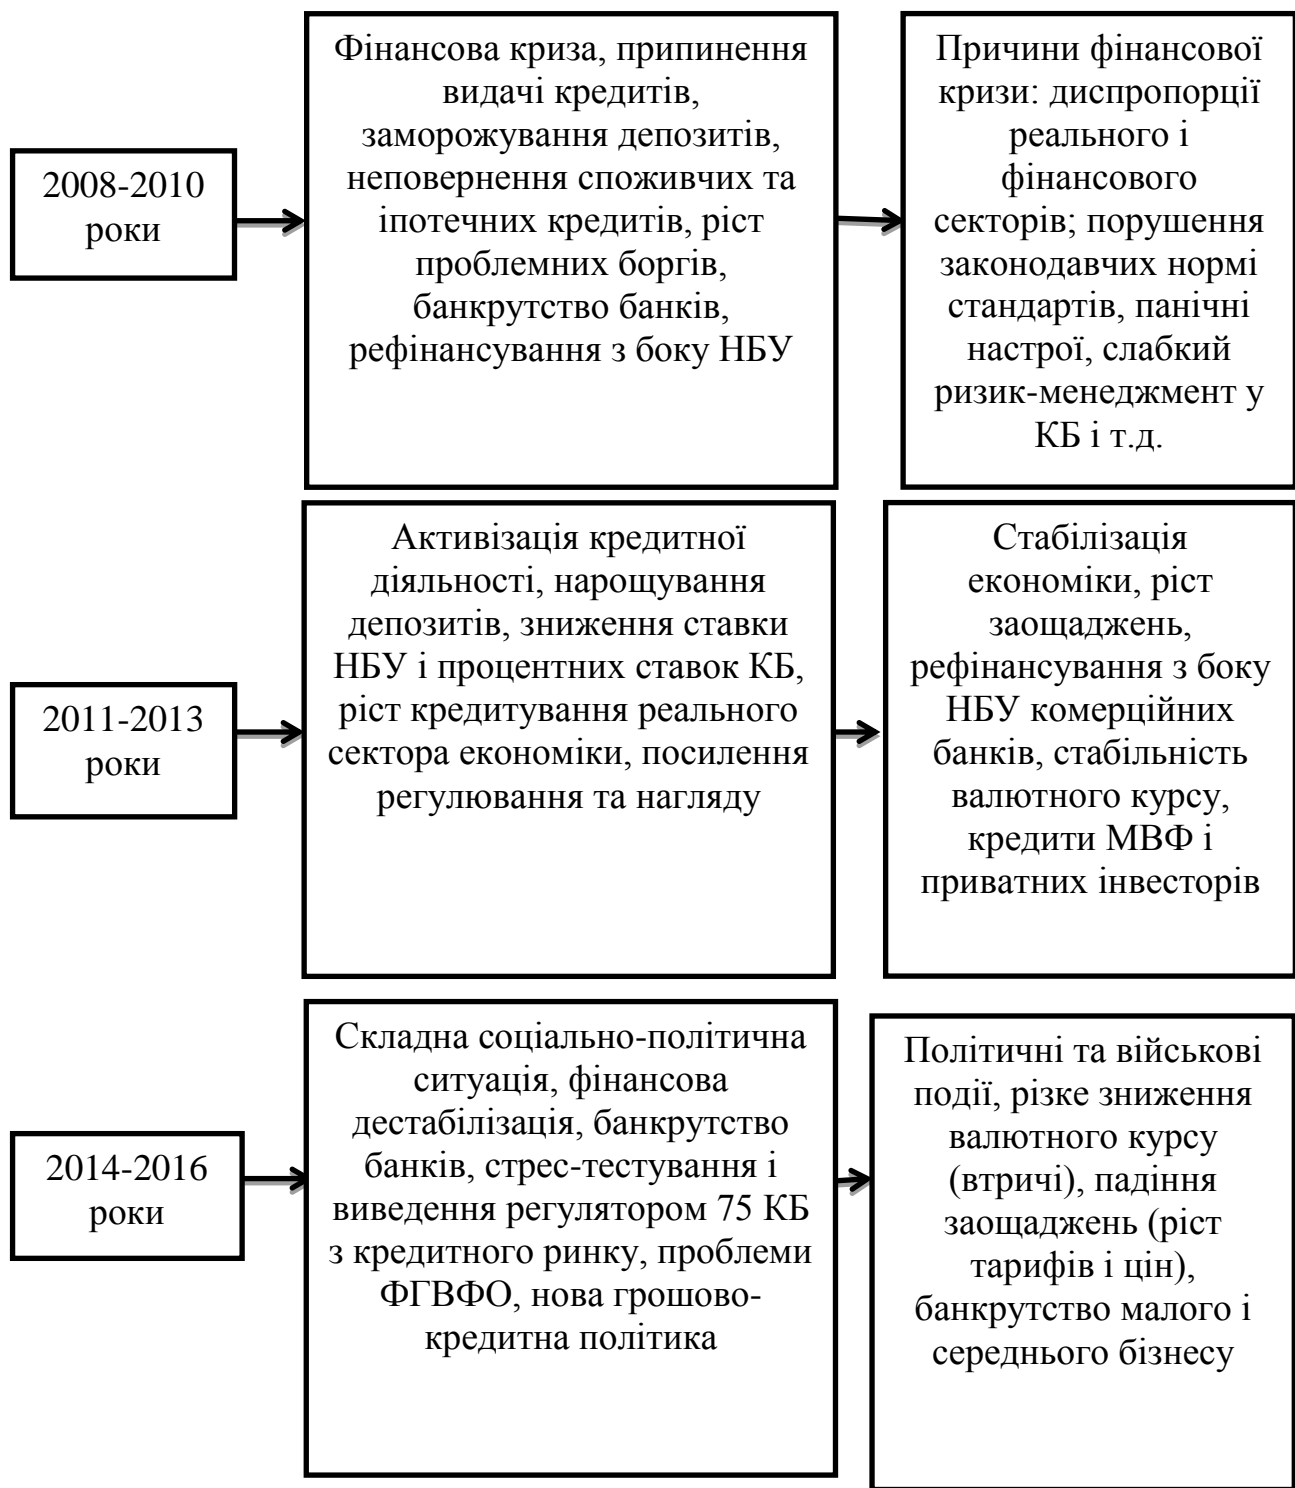 2008-2010
роки
Фінансова криза, припинення
видачі кредитів,
заморожування депозитів,
неповернення споживчих та
іпотечних кредитів, ріст
проблемних боргів,
банкрутство банків,
рефінансування з боку НБУ
Причини фінансової
кризи: диспропорції
реального і
фінансового
секторів; порушення
законодавчих нормі
стандартів, панічні
настрої, слабкий
ризик-менеджмент у
КБ і т.д.
2011-2013
роки
Активізація кредитної
діяльності, нарощування
депозитів, зниження ставки
НБУ і процентних ставок КБ,
ріст кредитування реального
сектора економіки, посилення
регулювання та нагляду
Стабілізація
економіки, ріст
заощаджень,
рефінансування з боку
НБУ комерційних
банків, стабільність
валютного курсу,
кредити МВФ і
приватних інвесторів
2014-2016
роки
Складна соціально-політична
ситуація, фінансова
дестабілізація, банкрутство
банків, стрес-тестування і
виведення регулятором 75 КБ
з кредитного ринку, проблеми
ФГВФО, нова грошово-
кредитна політика
Політичні та військові
події, різке зниження
валютного курсу
(втричі), падіння
заощаджень (ріст
тарифів і цін),
банкрутство малого і
середнього бізнесу